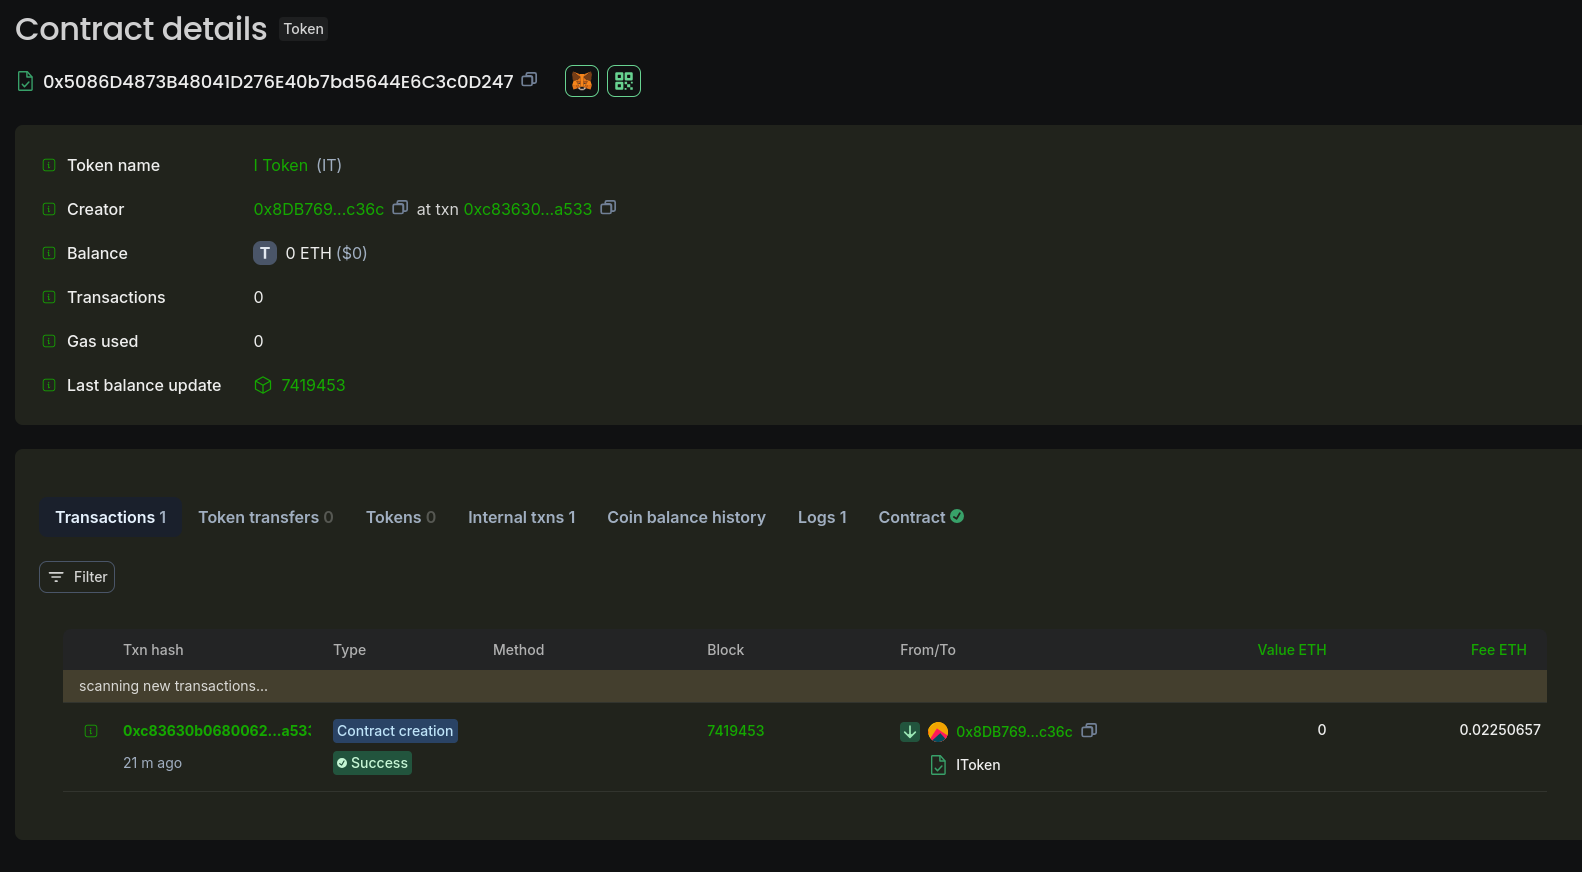 Contract details Token
0x5086D4873B48041D276E40b7bd5644E6C3c0D247
Token name I Token (IT)
Creator 0x8DB769...c36c at txn 0xc83630...a533
Balance T 0 ETH ($0)
Transactions 0
Gas used 0
Last balance update 7419453
Transactions 1 Token transfers 0 Tokens 0 Internal txns 1 Coin balance history Logs 1 Contract
Filter
Txn hash Type Method Block From/To Value ETH Fee ETH
scanning new transactions...
0xc83630b0680062...a533 Contract creation 7419453 0x8DB769...c36c 0 0.02250657
21 m ago Success IToken